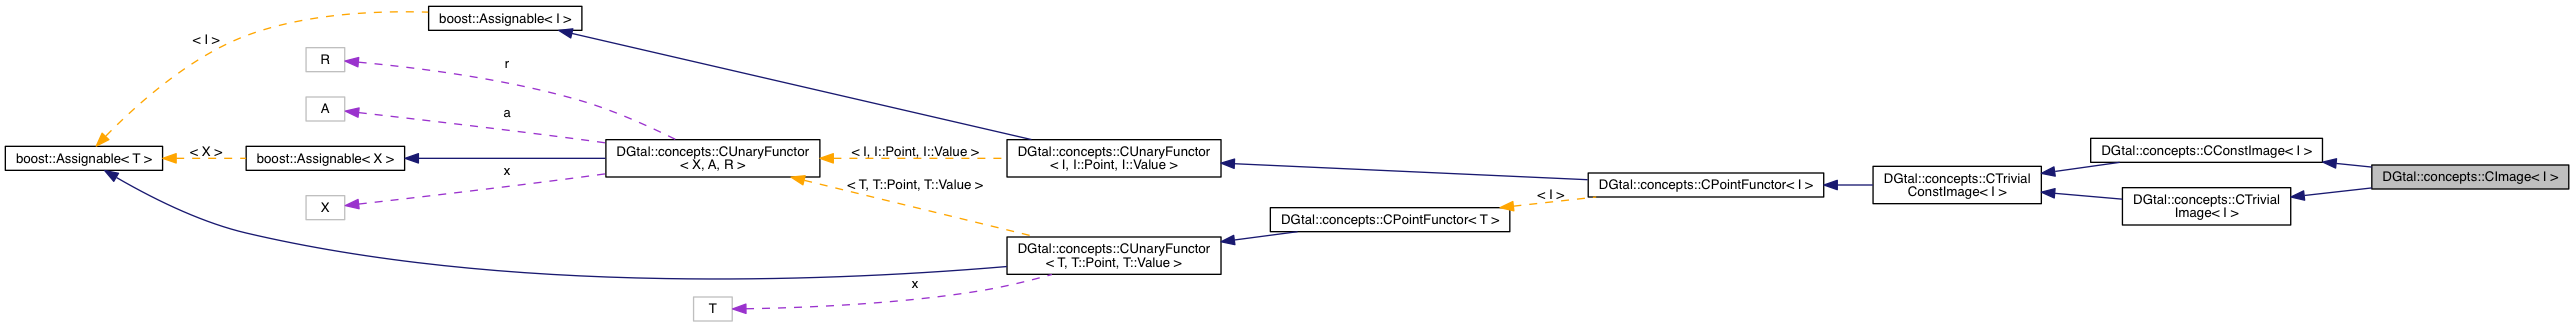 boost::Assignable< I >
< I >
R
r
A
a
boost::Assignable< T >
< X >
boost::Assignable< X >
DGtal::concepts::CUnaryFunctor
< X, A, R >
x
X
< I, I::Point, I::Value >
< T, T::Point, T::Value >
DGtal::concepts::CUnaryFunctor
< I, I::Point, I::Value >
DGtal::concepts::CUnaryFunctor
< T, T::Point, T::Value >
x
T
DGtal::concepts::CPointFunctor< T >
< I >
DGtal::concepts::CPointFunctor< I >
DGtal::concepts::CTrivial
ConstImage< I >
DGtal::concepts::CConstImage< I >
DGtal::concepts::CTrivial
Image< I >
DGtal::concepts::CImage< I >